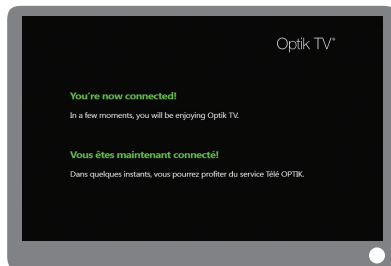 Optik TV°
You're now connected!
In a few moments, you will be enjoying Optik TV.
Vous êtes maintenant connecté!
Dans quelques instants, vous pourrez profiter du service Télé OPTIK.